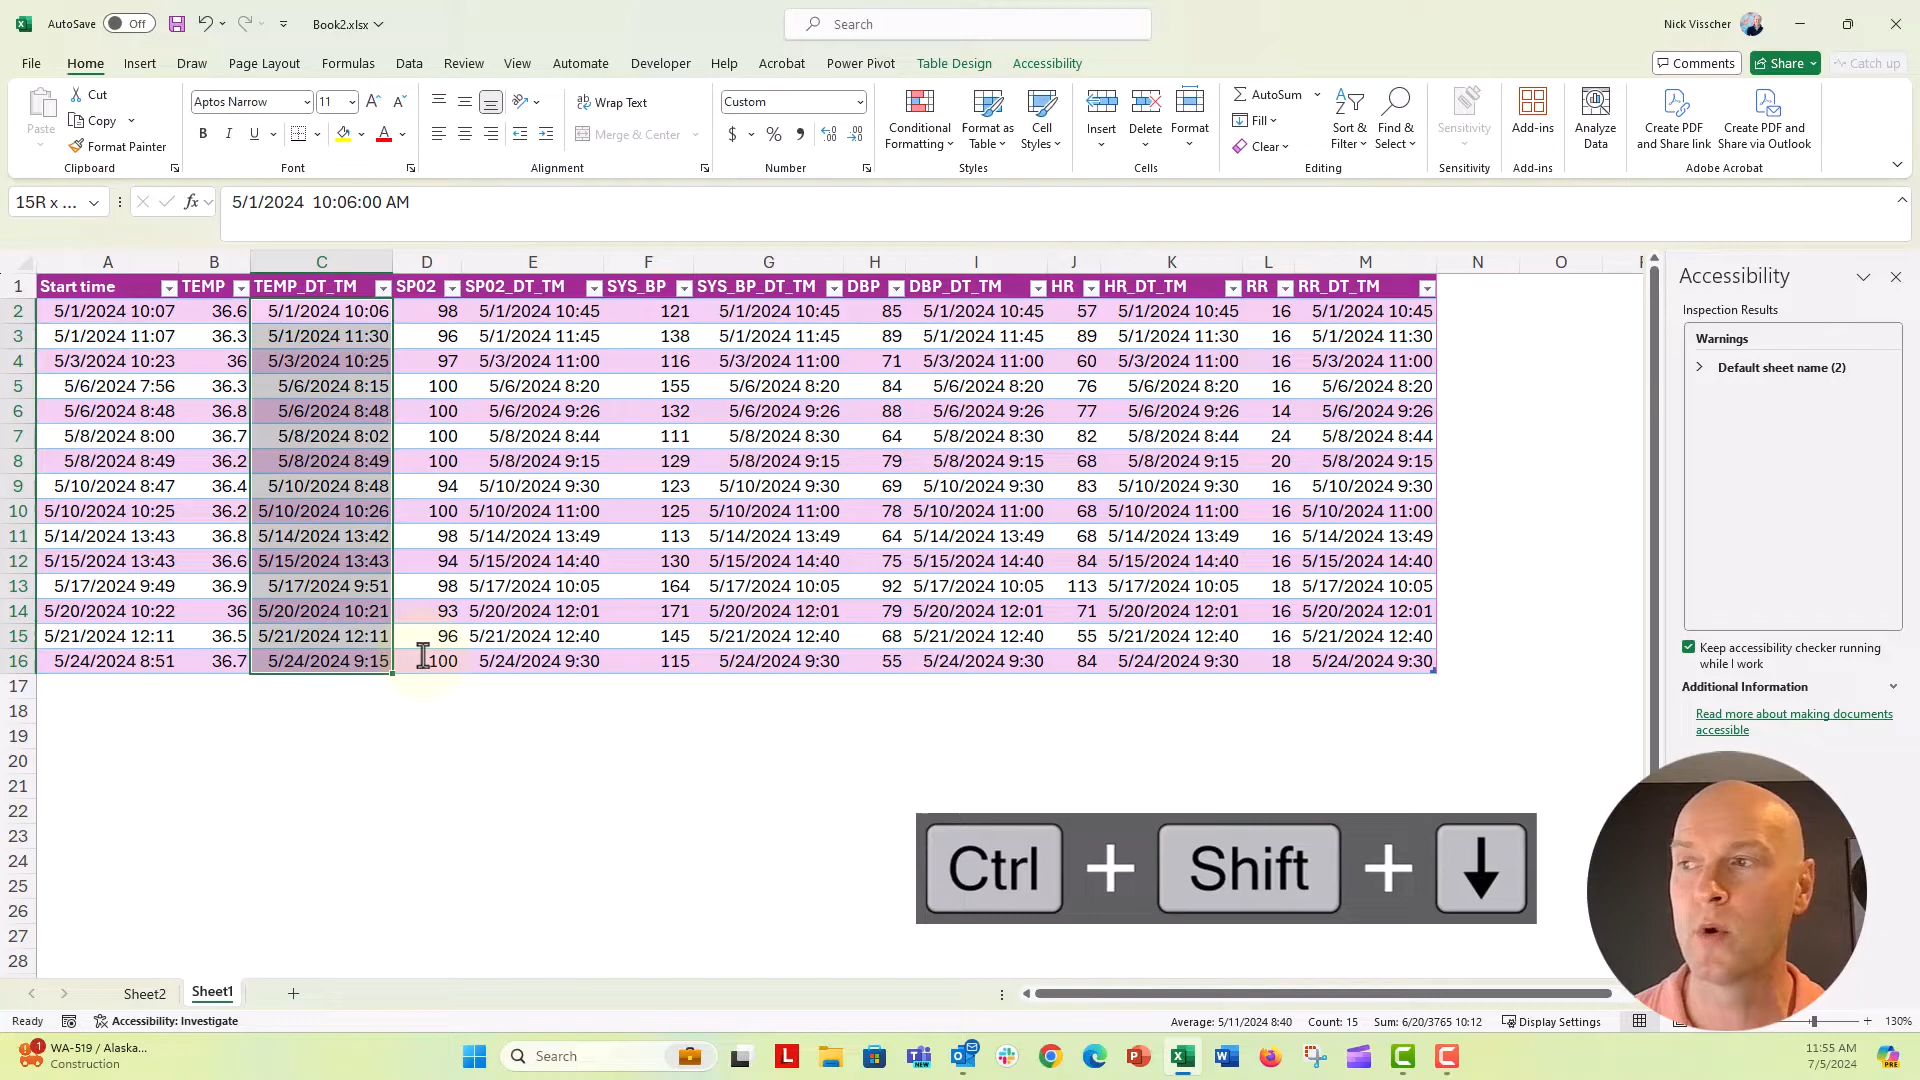 AutoSave Off Book2.xlsx Search Nick Visscher
File Home Insert Draw Page Layout Formulas Data Review View Automate Developer Help Acrobat Power Pivot Table Design Accessibility Comments Share Catch up
Paste
Cut
Copy
Format Painter
Clipboard
Aptos Narrow 11
B I U A
Font
Wrap Text
Merge & Center
Alignment
Custom
$ % ,
Number
Conditional
Formatting
Format as
Table
Cell
Styles
Styles
Insert
Delete
Format
Cells
AutoSum
Fill
Clear
Sort &
Filter
Find &
Select
Editing
Sensitivity
Sensitivity
Add-ins
Add-ins
Analyze
Data
Create PDF
and Share link
Create PDF and
Share via Outlook
Adobe Acrobat
15R x ... fx 5/1/2024 10:06:00 AM
A B C D E F G H I J K L M N O
1 Start time TEMP TEMP_DT_TM SP02 SP02_DT_TM SYS_BP SYS_BP_DT_TM DBP DBP_DT_TM HR HR_DT_TM RR RR_DT_TM
2 5/1/2024 10:07 36.6 5/1/2024 10:06 98 5/1/2024 10:45 121 5/1/2024 10:45 85 5/1/2024 10:45 57 5/1/2024 10:45 16 5/1/2024 10:45
3 5/1/2024 11:07 36.3 5/1/2024 11:30 96 5/1/2024 11:45 138 5/1/2024 11:45 89 5/1/2024 11:45 89 5/1/2024 11:30 16 5/1/2024 11:30
4 5/3/2024 10:23 36 5/3/2024 10:25 97 5/3/2024 11:00 116 5/3/2024 11:00 71 5/3/2024 11:00 60 5/3/2024 11:00 16 5/3/2024 11:00
5 5/6/2024 7:56 36.3 5/6/2024 8:15 100 5/6/2024 8:20 155 5/6/2024 8:20 84 5/6/2024 8:20 76 5/6/2024 8:20 16 5/6/2024 8:20
6 5/6/2024 8:48 36.8 5/6/2024 8:48 100 5/6/2024 9:26 132 5/6/2024 9:26 88 5/6/2024 9:26 77 5/6/2024 9:26 14 5/6/2024 9:26
7 5/8/2024 8:00 36.7 5/8/2024 8:02 100 5/8/2024 8:44 111 5/8/2024 8:30 64 5/8/2024 8:30 82 5/8/2024 8:44 24 5/8/2024 8:44
8 5/8/2024 8:49 36.2 5/8/2024 8:49 100 5/8/2024 9:15 129 5/8/2024 9:15 79 5/8/2024 9:15 68 5/8/2024 9:15 20 5/8/2024 9:15
9 5/10/2024 8:47 36.4 5/10/2024 8:48 94 5/10/2024 9:30 123 5/10/2024 9:30 69 5/10/2024 9:30 83 5/10/2024 9:30 16 5/10/2024 9:30
10 5/10/2024 10:25 36.2 5/10/2024 10:26 100 5/10/2024 11:00 125 5/10/2024 11:00 78 5/10/2024 11:00 68 5/10/2024 11:00 16 5/10/2024 11:00
11 5/14/2024 13:43 36.8 5/14/2024 13:42 98 5/14/2024 13:49 113 5/14/2024 13:49 64 5/14/2024 13:49 68 5/14/2024 13:49 16 5/14/2024 13:49
12 5/15/2024 13:43 36.6 5/15/2024 13:43 94 5/15/2024 14:40 130 5/15/2024 14:40 75 5/15/2024 14:40 84 5/15/2024 14:40 16 5/15/2024 14:40
13 5/17/2024 9:49 36.9 5/17/2024 9:51 98 5/17/2024 10:05 164 5/17/2024 10:05 92 5/17/2024 10:05 113 5/17/2024 10:05 18 5/17/2024 10:05
14 5/20/2024 10:22 36 5/20/2024 10:21 93 5/20/2024 12:01 171 5/20/2024 12:01 79 5/20/2024 12:01 71 5/20/2024 12:01 16 5/20/2024 12:01
15 5/21/2024 12:11 36.5 5/21/2024 12:11 96 5/21/2024 12:40 145 5/21/2024 12:40 68 5/21/2024 12:40 55 5/21/2024 12:40 16 5/21/2024 12:40
16 5/24/2024 8:51 36.7 5/24/2024 9:15 100 5/24/2024 9:30 115 5/24/2024 9:30 55 5/24/2024 9:30 84 5/24/2024 9:30 18 5/24/2024 9:30
17
18
19
20
21
22
23
24
25
26
27
28
Accessibility
Inspection Results
Warnings
Default sheet name (2)
Keep accessibility checker running
while I work
Additional Information
Read more about making documents
accessible
Ctrl + Shift + ↓
Sheet2 Sheet1
Ready Accessibility: Investigate Average: 5/11/2024 8:40 Count: 15 Sum: 6/20/3765 10:12 Display Settings 130%
1 WA-519 / Alaska...
Construction
Search
NEW
PRE
11:55 AM
7/5/2024